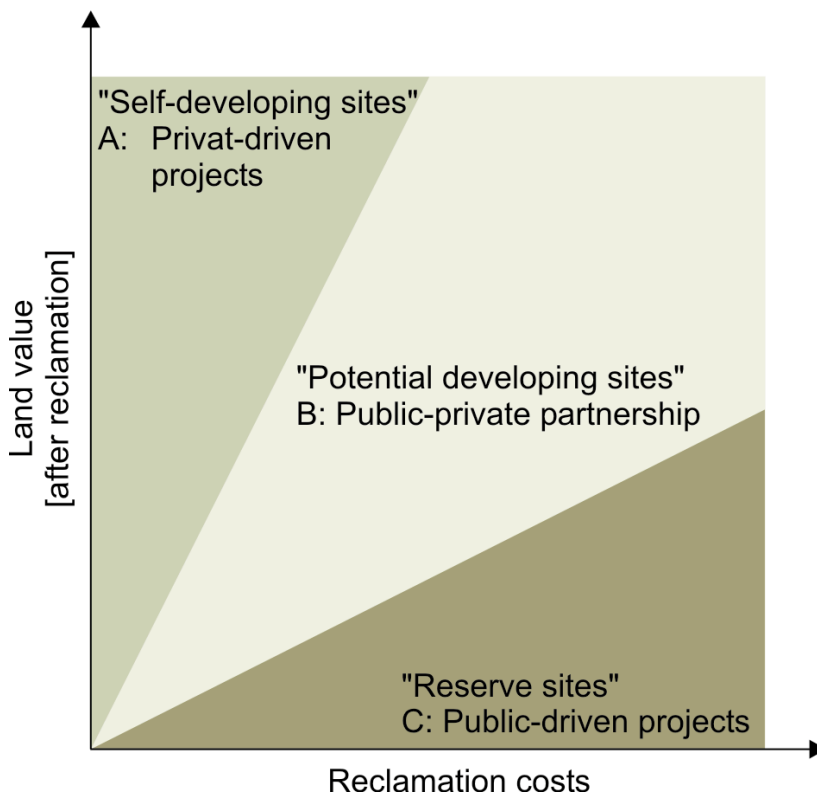 "Self-developing sites"
A: Privat-driven
projects
"Potential developing sites"
B: Public-private partnership
"Reserve sites"
C: Public-driven projects
Land value
[after reclamation]
Reclamation costs